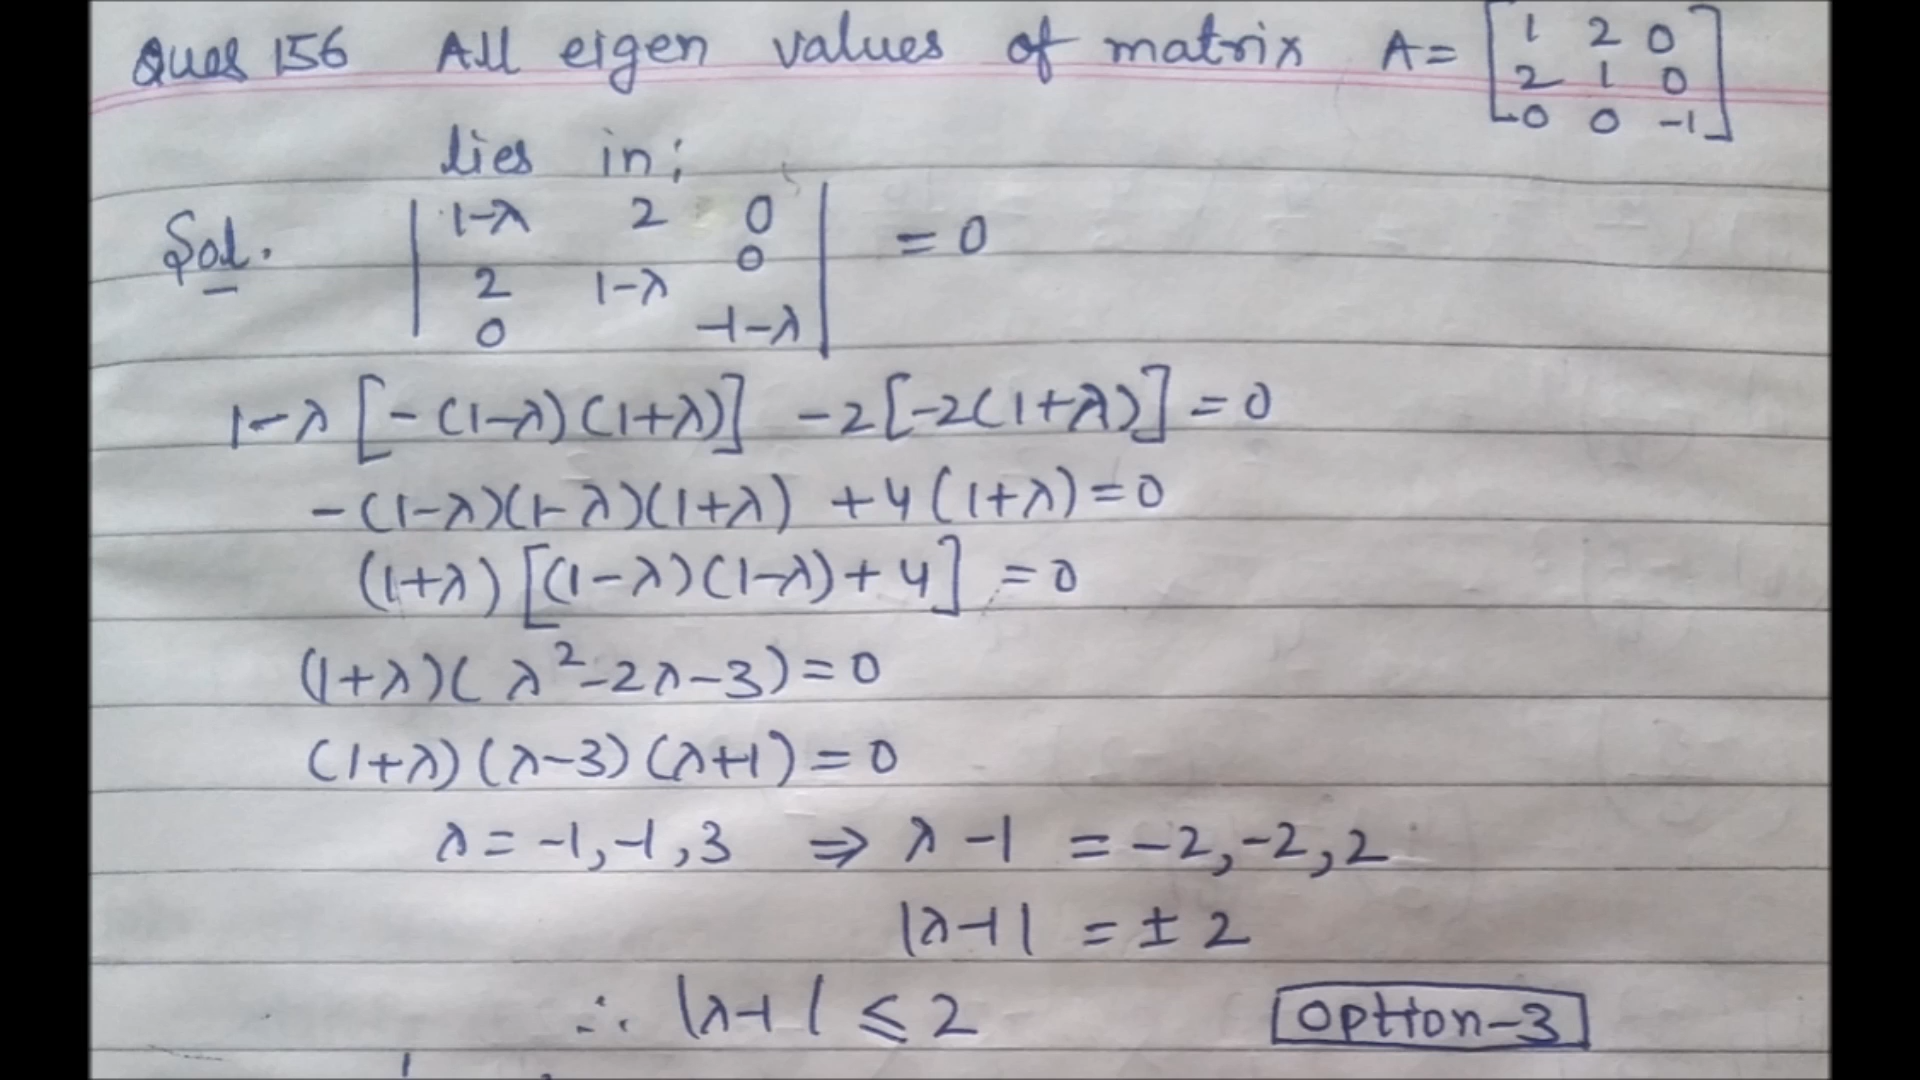 Ques 156 All eigen values of matrix A = [1 2 0
2 1 0
0 0 -1]
lies in;
Sol. |1-λ 2 0
0
2 1-λ
0 -1-λ| = 0
1-λ [-(1-λ)(1+λ)] -2[-2(1+λ)] = 0
-(1-λ)(1-λ)(1+λ) +4(1+λ) = 0
(1+λ) [(1-λ)(1-λ)+4] = 0
(1+λ)(λ²-2λ-3) = 0
(1+λ)(λ-3)(λ+1) = 0
λ = -1,-1,3 ⇒ λ-1 = -2,-2,2
|λ-1| = ± 2
∴ |λ-1| ≤ 2 Option-3